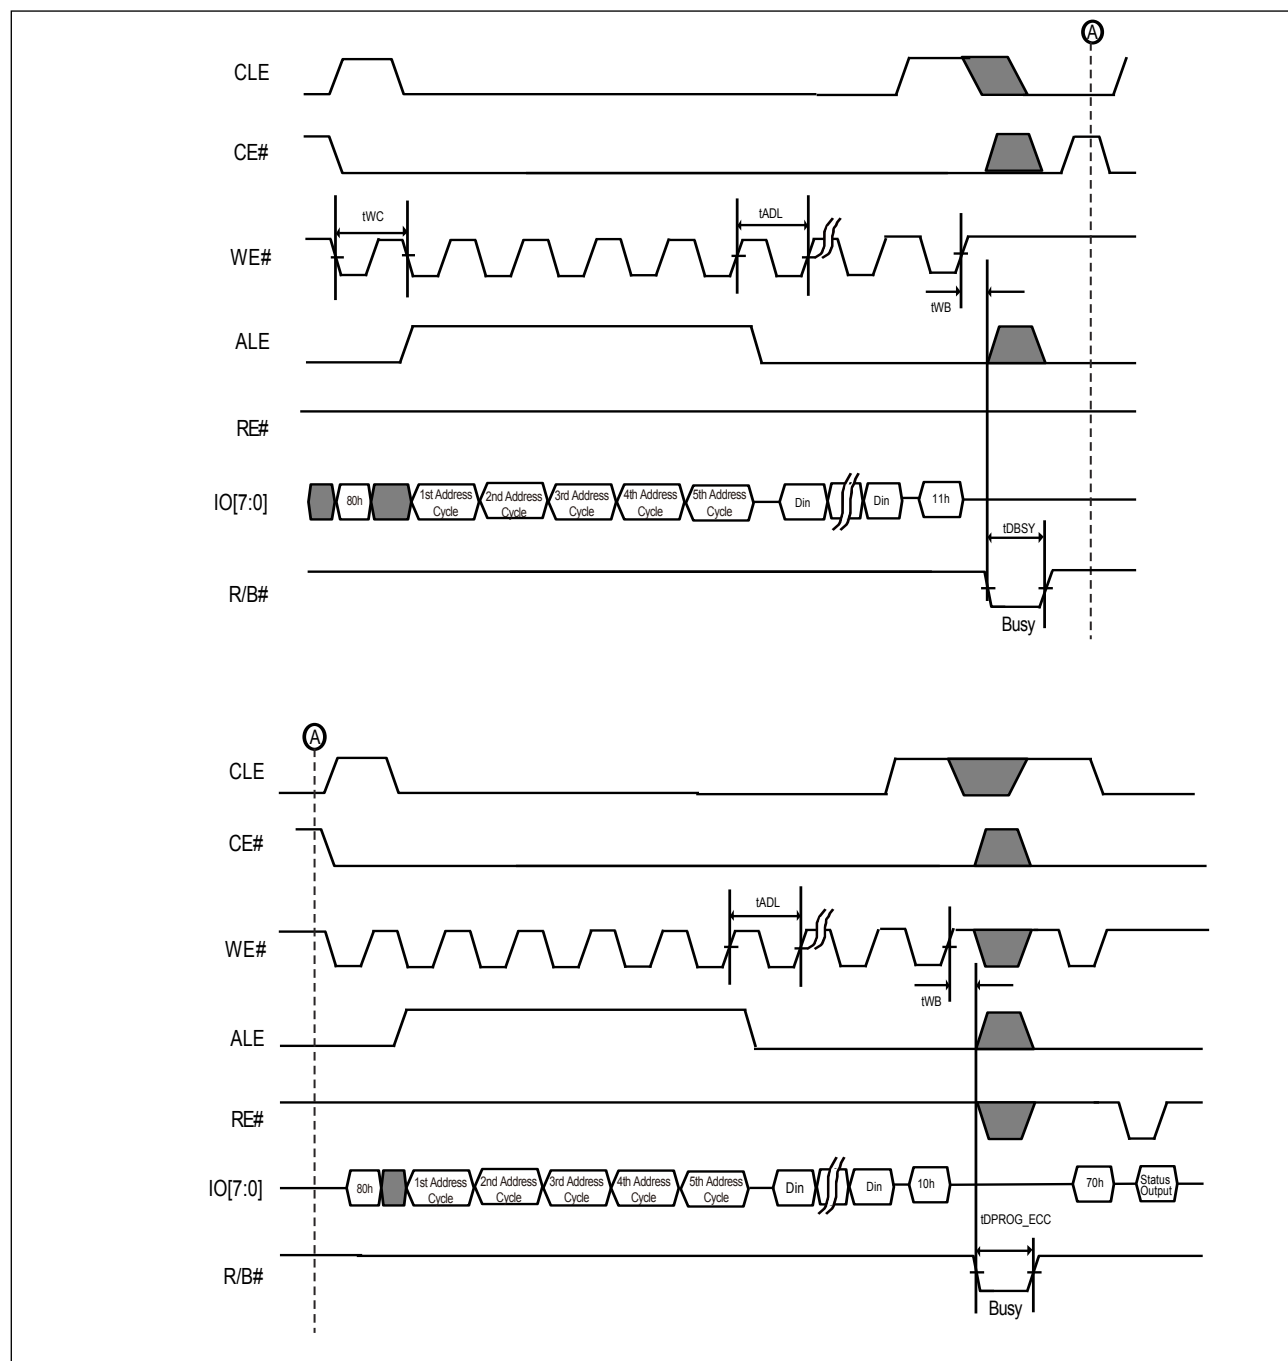 A
CLE
CE#
tWC
tADL
WE#
tWB
ALE
RE#
IO[7:0]
80h
1st Address
Cycle
2nd Address
Cycle
3rd Address
Cycle
4th Address
Cycle
5th Address
Cycle
Din
Din
11h
tDBSY
R/B#
Busy
A
CLE
CE#
tADL
WE#
tWB
ALE
RE#
IO[7:0]
80h
1st Address
Cycle
2nd Address
Cycle
3rd Address
Cycle
4th Address
Cycle
5th Address
Cycle
Din
Din
10h
70h
Status
Output
tDPROG_ECC
R/B#
Busy